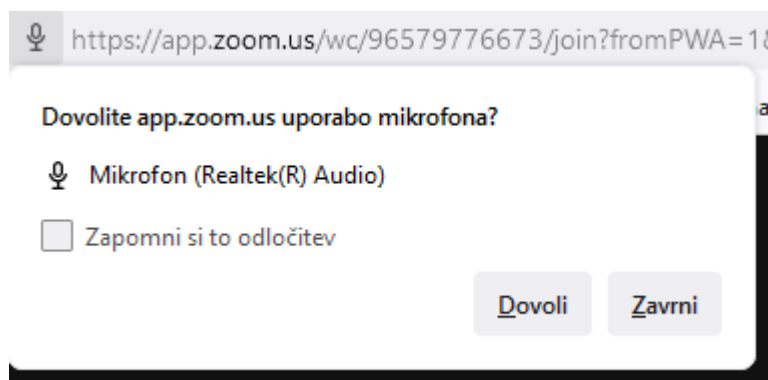 https://app.zoom.us/wc/96579776673/join?fromPWA=1&
Dovolite app.zoom.us uporabo mikrofona?
Mikrofon (Realtek(R) Audio)
Zapomni si to odločitev
Dovoli Zavrni